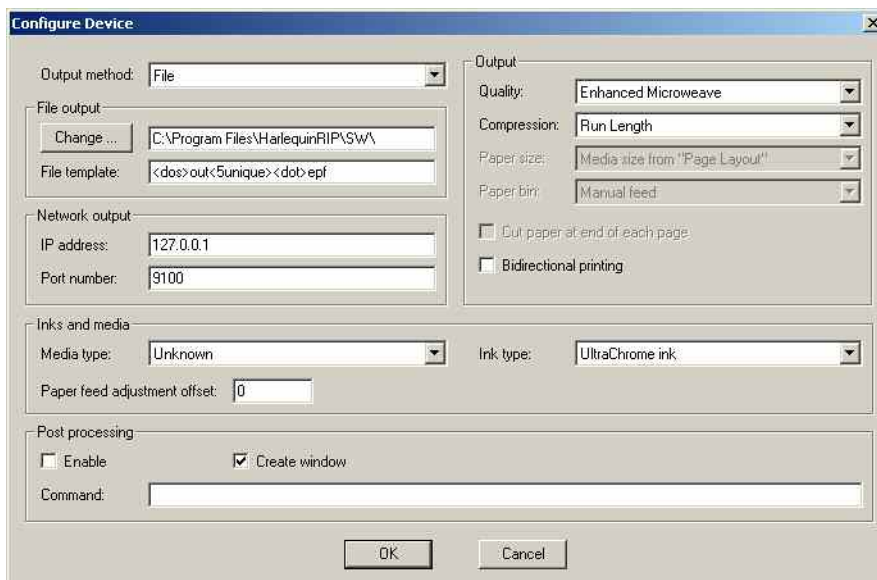 Configure Device
Output method: File
File output
Change ... C:\Program Files\HarlequinRIP\SW\
File template: <dos>out<5unique><dot>epf
Network output
IP address: 127.0.0.1
Port number: 9100
Output
Quality: Enhanced Microweave
Compression: Run Length
Paper size: Media size from "Page Layout"
Paper bin: Manual feed
Cut paper at end of each page
Bidirectional printing
Inks and media
Media type: Unknown Ink type: UltraChrome ink
Paper feed adjustment offset: 0
Post processing
Enable Create window
Command:
OK Cancel